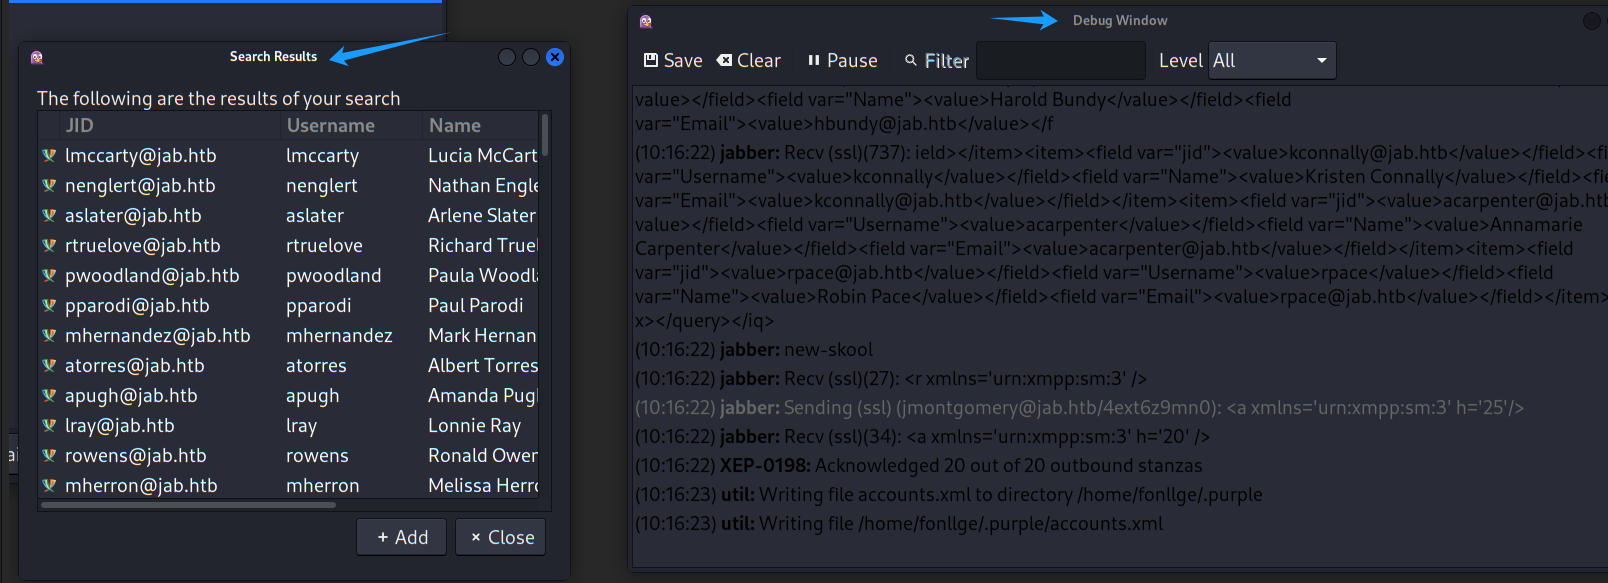 Search Results
The following are the results of your search
JID Username Name
lmccarty@jab.htb lmccarty Lucia McCart
nenglert@jab.htb nenglert Nathan Engle
aslater@jab.htb aslater Arlene Slater
rtruelove@jab.htb rtruelove Richard Truel
pwoodland@jab.htb pwoodland Paula Woodla
pparodi@jab.htb pparodi Paul Parodi
mhernandez@jab.htb mhernandez Mark Hernan
atorres@jab.htb atorres Albert Torres
apugh@jab.htb apugh Amanda Pugl
lray@jab.htb lray Lonnie Ray
rowens@jab.htb rowens Ronald Ower
mherron@jab.htb mherron Melissa Herro
+ Add × Close
Debug Window
Save Clear Pause Filter Level All
value></field><field var="Name"><value>Harold Bundy</value></field><field
var="Email"><value>hbundy@jab.htb</value></f
(10:16:22) jabber: Recv (ssl)(737): ield></item><item><field var="jid"><value>kconnally@jab.htb</value></field><fi
var="Username"><value>kconnally</value></field><field var="Name"><value>Kristen Connally</value></field><fie
var="Email"><value>kconnally@jab.htb</value></field></item><item><field var="jid"><value>acarpenter@jab.htb
value></field><field var="Username"><value>acarpenter</value></field><field var="Name"><value>Annamarie
Carpenter</value></field><field var="Email"><value>acarpenter@jab.htb</value></field></item><item><field
var="jid"><value>rpace@jab.htb</value></field><field var="Username"><value>rpace</value></field><field
var="Name"><value>Robin Pace</value></field><field var="Email"><value>rpace@jab.htb</value></field></item>
x></query></iq>
(10:16:22) jabber: new-skool
(10:16:22) jabber: Recv (ssl)(27): <r xmlns='urn:xmpp:sm:3' />
(10:16:22) jabber: Sending (ssl) (jmontgomery@jab.htb/4ext6z9mn0): <a xmlns='urn:xmpp:sm:3' h='25'/>
(10:16:22) jabber: Recv (ssl)(34): <a xmlns='urn:xmpp:sm:3' h='20' />
(10:16:22) XEP-0198: Acknowledged 20 out of 20 outbound stanzas
(10:16:23) util: Writing file accounts.xml to directory /home/fonllge/.purple
(10:16:23) util: Writing file /home/fonllge/.purple/accounts.xml